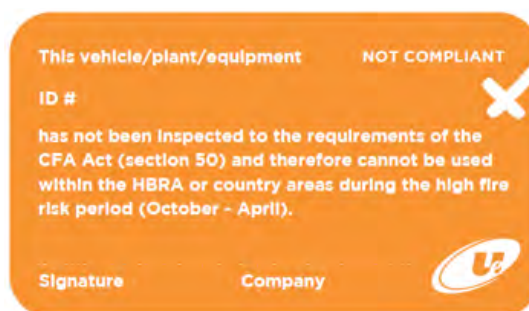 This vehicle/plant/equipment NOT COMPLIANT
ID #
has not been inspected to the requirements of the
CFA Act (section 50) and therefore cannot be used
within the HBRA or country areas during the high fire
risk period (October - April).
Signature Company
Ue